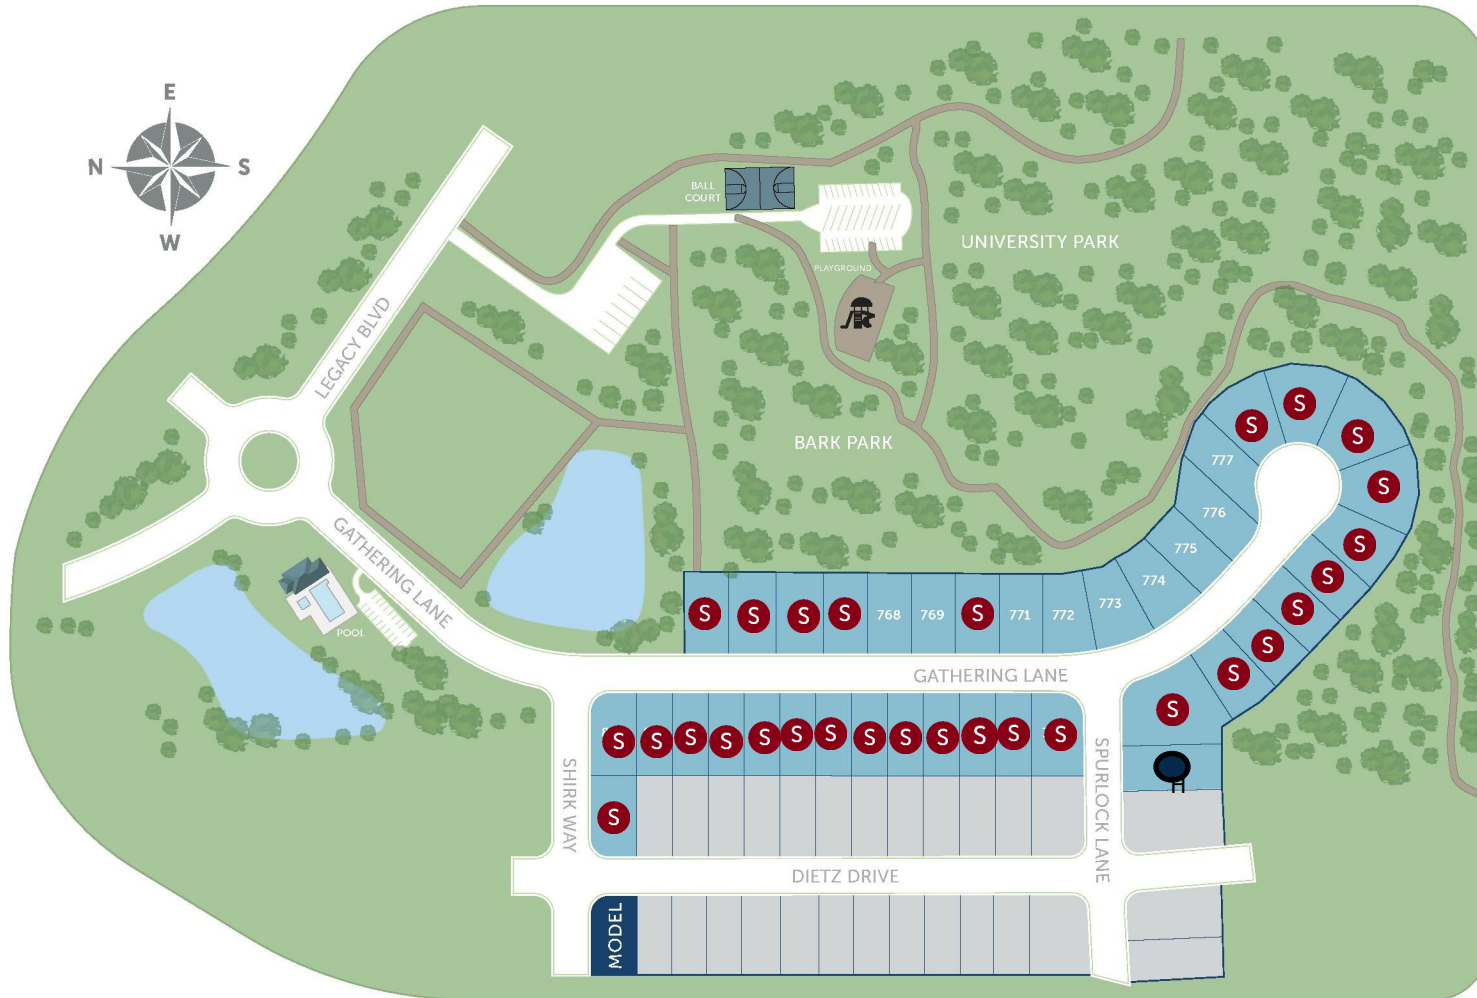 E
N
S
W
BALL
COURT
UNIVERSITY PARK
PLAYGROUND
LEGACY BLVD
BARK PARK
GATHERING LANE
POOL
S
S
S
S
777
S
776
775
S
774
S
773
S
S
S
S
S
768
769
S
771
772
S
S
GATHERING LANE
S
S
S
S
S
S
S
S
S
S
S
S
S
S
SHIRK WAY
SPURLOCK LANE
S
DIETZ DRIVE
MODEL